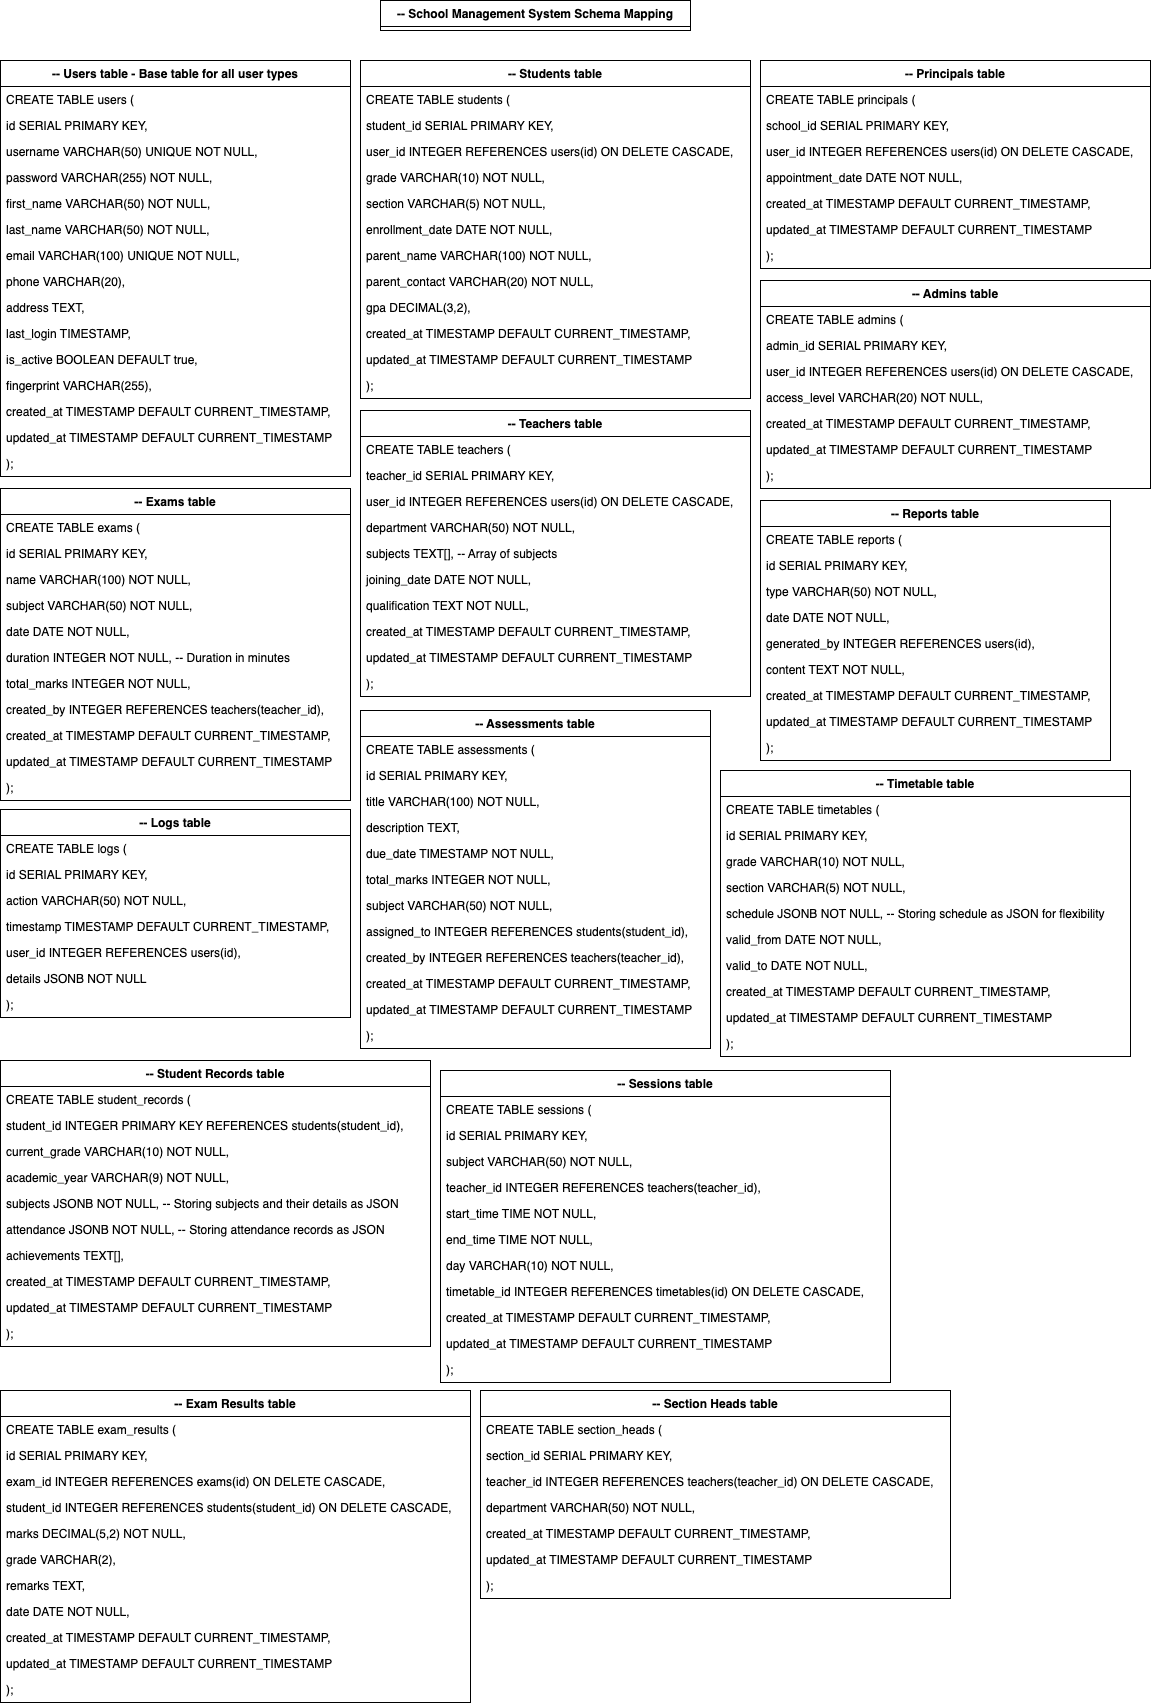 -- School Management System Schema Mapping
-- Users table - Base table for all user types
CREATE TABLE users (
id SERIAL PRIMARY KEY,
username VARCHAR(50) UNIQUE NOT NULL,
password VARCHAR(255) NOT NULL,
first_name VARCHAR(50) NOT NULL,
last_name VARCHAR(50) NOT NULL,
email VARCHAR(100) UNIQUE NOT NULL,
phone VARCHAR(20),
address TEXT,
last_login TIMESTAMP,
is_active BOOLEAN DEFAULT true,
fingerprint VARCHAR(255),
created_at TIMESTAMP DEFAULT CURRENT_TIMESTAMP,
updated_at TIMESTAMP DEFAULT CURRENT_TIMESTAMP
);
-- Students table
CREATE TABLE students (
student_id SERIAL PRIMARY KEY,
user_id INTEGER REFERENCES users(id) ON DELETE CASCADE,
grade VARCHAR(10) NOT NULL,
section VARCHAR(5) NOT NULL,
enrollment_date DATE NOT NULL,
parent_name VARCHAR(100) NOT NULL,
parent_contact VARCHAR(20) NOT NULL,
gpa DECIMAL(3,2),
created_at TIMESTAMP DEFAULT CURRENT_TIMESTAMP,
updated_at TIMESTAMP DEFAULT CURRENT_TIMESTAMP
);
-- Principals table
CREATE TABLE principals (
school_id SERIAL PRIMARY KEY,
user_id INTEGER REFERENCES users(id) ON DELETE CASCADE,
appointment_date DATE NOT NULL,
created_at TIMESTAMP DEFAULT CURRENT_TIMESTAMP,
updated_at TIMESTAMP DEFAULT CURRENT_TIMESTAMP
);
-- Admins table
CREATE TABLE admins (
admin_id SERIAL PRIMARY KEY,
user_id INTEGER REFERENCES users(id) ON DELETE CASCADE,
access_level VARCHAR(20) NOT NULL,
created_at TIMESTAMP DEFAULT CURRENT_TIMESTAMP,
updated_at TIMESTAMP DEFAULT CURRENT_TIMESTAMP
);
-- Teachers table
CREATE TABLE teachers (
teacher_id SERIAL PRIMARY KEY,
user_id INTEGER REFERENCES users(id) ON DELETE CASCADE,
department VARCHAR(50) NOT NULL,
subjects TEXT[], -- Array of subjects
joining_date DATE NOT NULL,
qualification TEXT NOT NULL,
created_at TIMESTAMP DEFAULT CURRENT_TIMESTAMP,
updated_at TIMESTAMP DEFAULT CURRENT_TIMESTAMP
);
-- Exams table
CREATE TABLE exams (
id SERIAL PRIMARY KEY,
name VARCHAR(100) NOT NULL,
subject VARCHAR(50) NOT NULL,
date DATE NOT NULL,
duration INTEGER NOT NULL, -- Duration in minutes
total_marks INTEGER NOT NULL,
created_by INTEGER REFERENCES teachers(teacher_id),
created_at TIMESTAMP DEFAULT CURRENT_TIMESTAMP,
updated_at TIMESTAMP DEFAULT CURRENT_TIMESTAMP
);
-- Reports table
CREATE TABLE reports (
id SERIAL PRIMARY KEY,
type VARCHAR(50) NOT NULL,
date DATE NOT NULL,
generated_by INTEGER REFERENCES users(id),
content TEXT NOT NULL,
created_at TIMESTAMP DEFAULT CURRENT_TIMESTAMP,
updated_at TIMESTAMP DEFAULT CURRENT_TIMESTAMP
);
-- Assessments table
CREATE TABLE assessments (
id SERIAL PRIMARY KEY,
title VARCHAR(100) NOT NULL,
description TEXT,
due_date TIMESTAMP NOT NULL,
total_marks INTEGER NOT NULL,
subject VARCHAR(50) NOT NULL,
assigned_to INTEGER REFERENCES students(student_id),
created_by INTEGER REFERENCES teachers(teacher_id),
created_at TIMESTAMP DEFAULT CURRENT_TIMESTAMP,
updated_at TIMESTAMP DEFAULT CURRENT_TIMESTAMP
);
-- Timetable table
CREATE TABLE timetables (
id SERIAL PRIMARY KEY,
grade VARCHAR(10) NOT NULL,
section VARCHAR(5) NOT NULL,
schedule JSONB NOT NULL, -- Storing schedule as JSON for flexibility
valid_from DATE NOT NULL,
valid_to DATE NOT NULL,
created_at TIMESTAMP DEFAULT CURRENT_TIMESTAMP,
updated_at TIMESTAMP DEFAULT CURRENT_TIMESTAMP
);
-- Logs table
CREATE TABLE logs (
id SERIAL PRIMARY KEY,
action VARCHAR(50) NOT NULL,
timestamp TIMESTAMP DEFAULT CURRENT_TIMESTAMP,
user_id INTEGER REFERENCES users(id),
details JSONB NOT NULL
);
-- Student Records table
CREATE TABLE student_records (
student_id INTEGER PRIMARY KEY REFERENCES students(student_id),
current_grade VARCHAR(10) NOT NULL,
academic_year VARCHAR(9) NOT NULL,
subjects JSONB NOT NULL, -- Storing subjects and their details as JSON
attendance JSONB NOT NULL, -- Storing attendance records as JSON
achievements TEXT[],
created_at TIMESTAMP DEFAULT CURRENT_TIMESTAMP,
updated_at TIMESTAMP DEFAULT CURRENT_TIMESTAMP
);
-- Sessions table
CREATE TABLE sessions (
id SERIAL PRIMARY KEY,
subject VARCHAR(50) NOT NULL,
teacher_id INTEGER REFERENCES teachers(teacher_id),
start_time TIME NOT NULL,
end_time TIME NOT NULL,
day VARCHAR(10) NOT NULL,
timetable_id INTEGER REFERENCES timetables(id) ON DELETE CASCADE,
created_at TIMESTAMP DEFAULT CURRENT_TIMESTAMP,
updated_at TIMESTAMP DEFAULT CURRENT_TIMESTAMP
);
-- Exam Results table
CREATE TABLE exam_results (
id SERIAL PRIMARY KEY,
exam_id INTEGER REFERENCES exams(id) ON DELETE CASCADE,
student_id INTEGER REFERENCES students(student_id) ON DELETE CASCADE,
marks DECIMAL(5,2) NOT NULL,
grade VARCHAR(2),
remarks TEXT,
date DATE NOT NULL,
created_at TIMESTAMP DEFAULT CURRENT_TIMESTAMP,
updated_at TIMESTAMP DEFAULT CURRENT_TIMESTAMP
);
-- Section Heads table
CREATE TABLE section_heads (
section_id SERIAL PRIMARY KEY,
teacher_id INTEGER REFERENCES teachers(teacher_id) ON DELETE CASCADE,
department VARCHAR(50) NOT NULL,
created_at TIMESTAMP DEFAULT CURRENT_TIMESTAMP,
updated_at TIMESTAMP DEFAULT CURRENT_TIMESTAMP
);